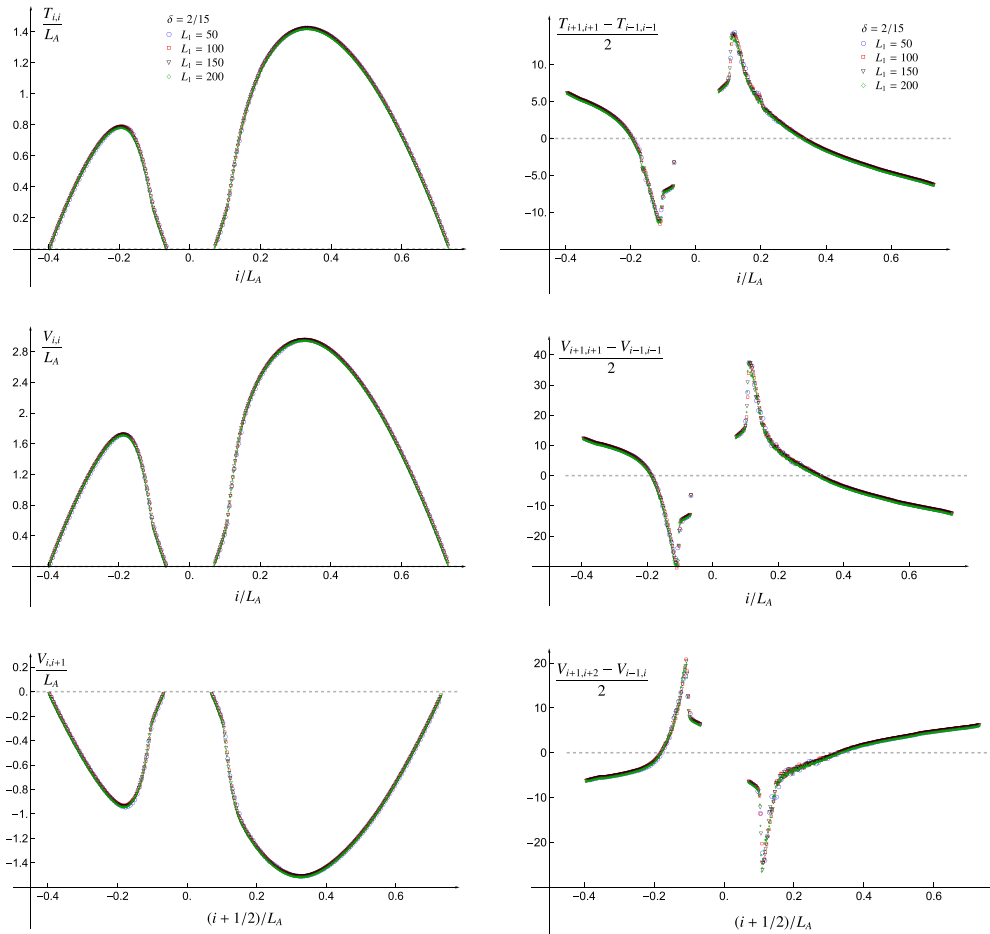 T_{i,i}/L_A
δ = 2/15
L_1 = 50
L_1 = 100
L_1 = 150
L_1 = 200
1.4
1.2
1.
0.8
0.6
0.4
0.2
−0.4 −0.2 0. 0.2 0.4 0.6
i/L_A
(T_{i+1,i+1} − T_{i−1,i−1})/2
δ = 2/15
L_1 = 50
L_1 = 100
L_1 = 150
L_1 = 200
10.
5.0
0
−5.0
−10.
−0.4 −0.2 0. 0.2 0.4 0.6
i/L_A
V_{i,i}/L_A
2.8
2.4
2.
1.6
1.2
0.8
0.4
−0.4 −0.2 0. 0.2 0.4 0.6
i/L_A
(V_{i+1,i+1} − V_{i−1,i−1})/2
40
30
20
10
0
−10
−20
−0.4 −0.2 0. 0.2 0.4 0.6
i/L_A
V_{i,i+1}/L_A
0.2
0.
−0.2
−0.4
−0.6
−0.8
−1.
−1.2
−1.4
−0.4 −0.2 0. 0.2 0.4 0.6
(i + 1/2)/L_A
(V_{i+1,i+2} − V_{i−1,i})/2
20
10
0
−10
−20
−0.4 −0.2 0. 0.2 0.4 0.6
(i + 1/2)/L_A